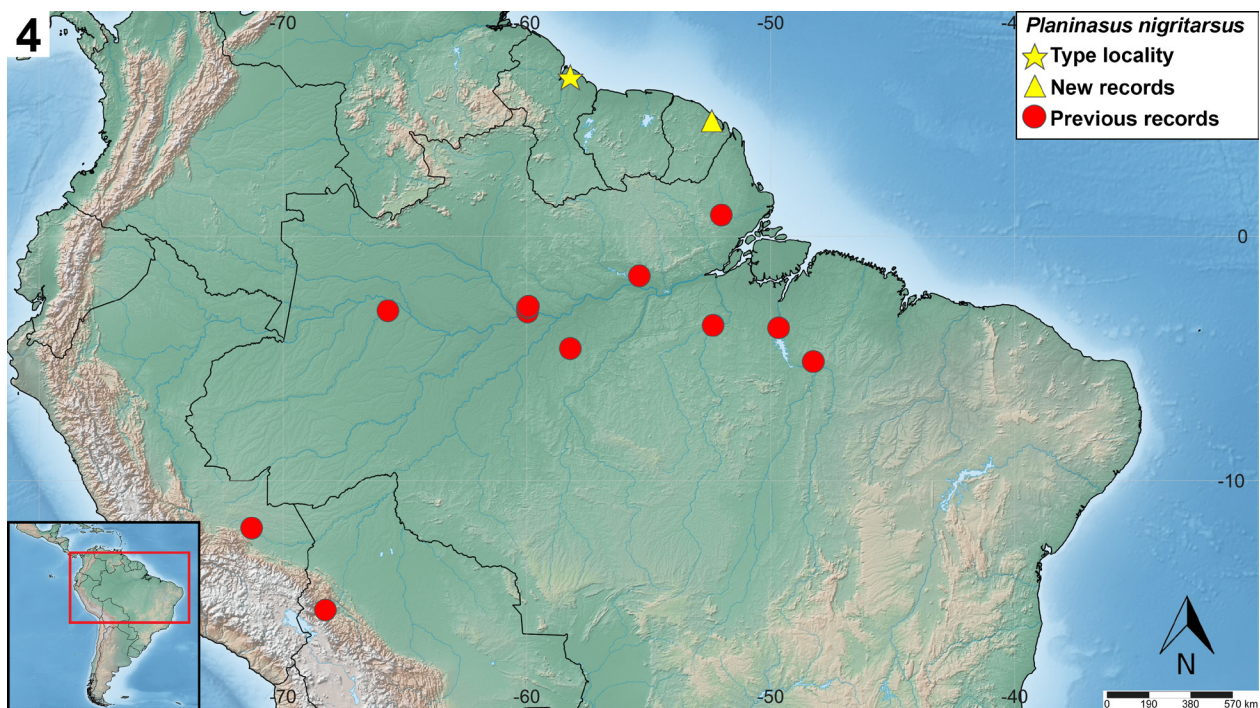 4
-70
-60
-50
-40
Planinasus nigritarsus
Type locality
New records
Previous records
0
-10
N
-70
-60
-50
-40
0 190 380 570 km